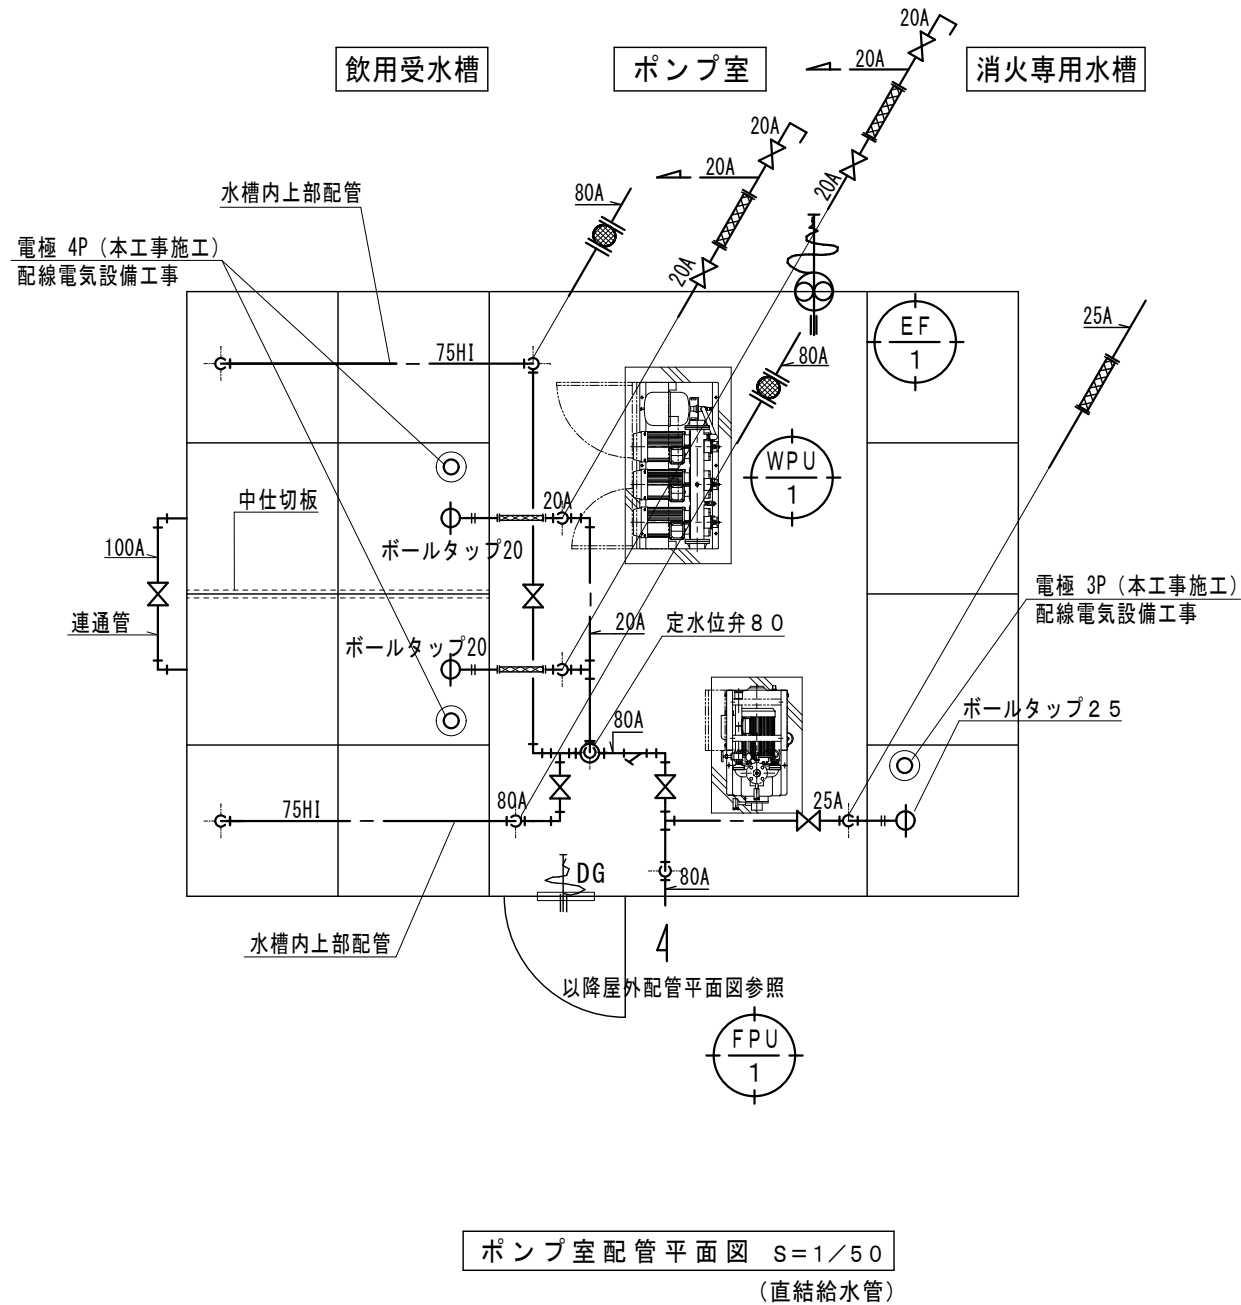 飲用受水槽
ポンプ室
消火専用水槽
20A
20A
20A
20A
20A
20A
80A
水槽内上部配管
電極 4P（本工事施工）
配線電気設備工事
EF
1
25A
80A
75HI
WPU
1
中仕切板
20A
100A
ボールタップ20
電極 3P（本工事施工）
配線電気設備工事
連通管
20A
定水位弁８０
ボールタップ20
ボールタップ２５
80A
75HI
80A
25A
DG
80A
水槽内上部配管
以降屋外配管平面図参照
FPU
1
ポンプ室配管平面図 S=1/50
（直結給水管）